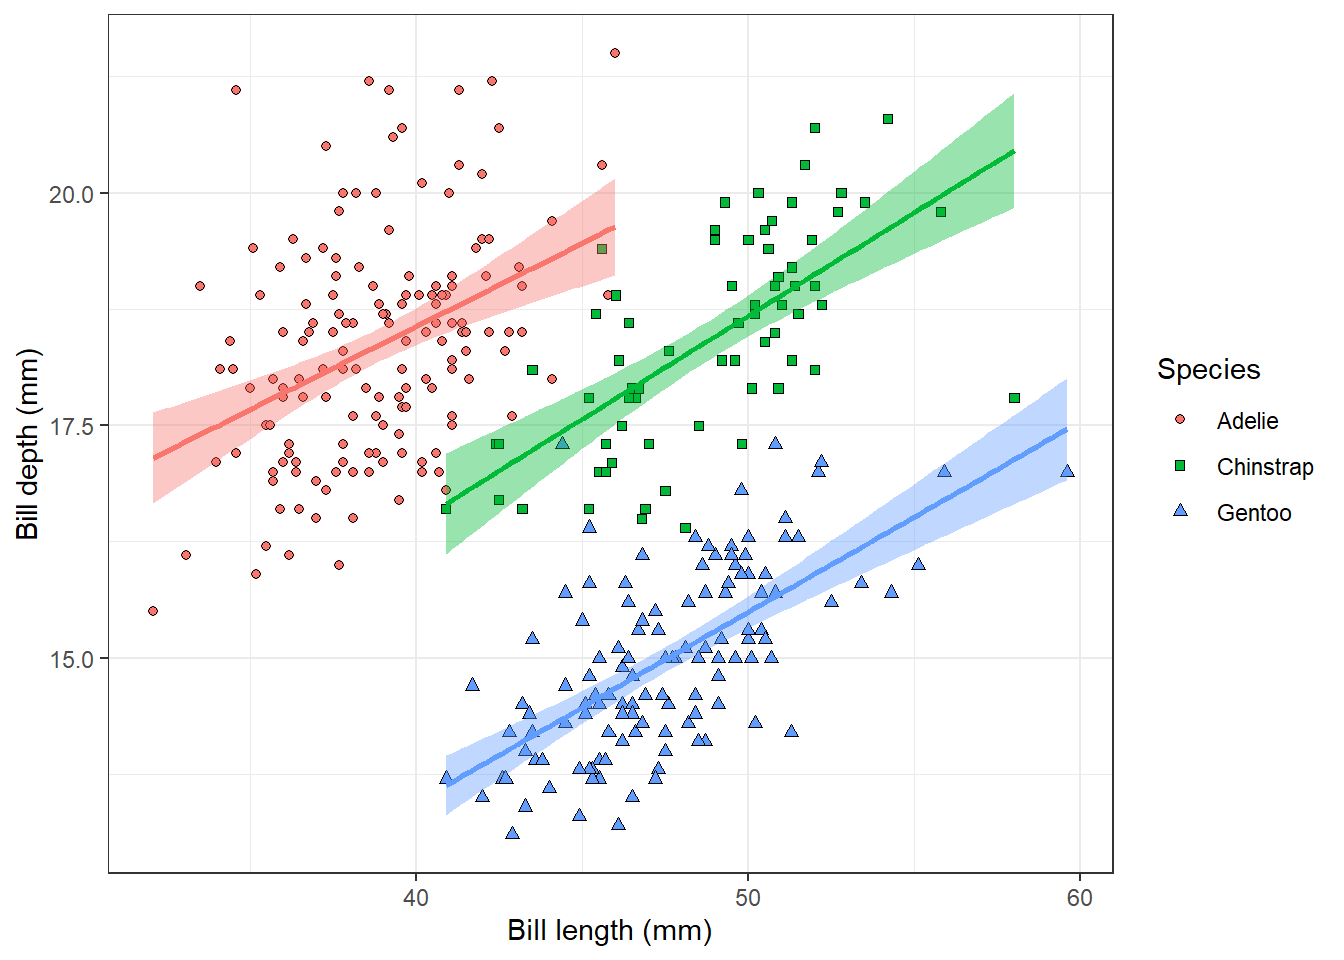 20.0
17.5
15.0
Bill depth (mm)
40
50
60
Bill length (mm)
Species
Adelie
Chinstrap
Gentoo